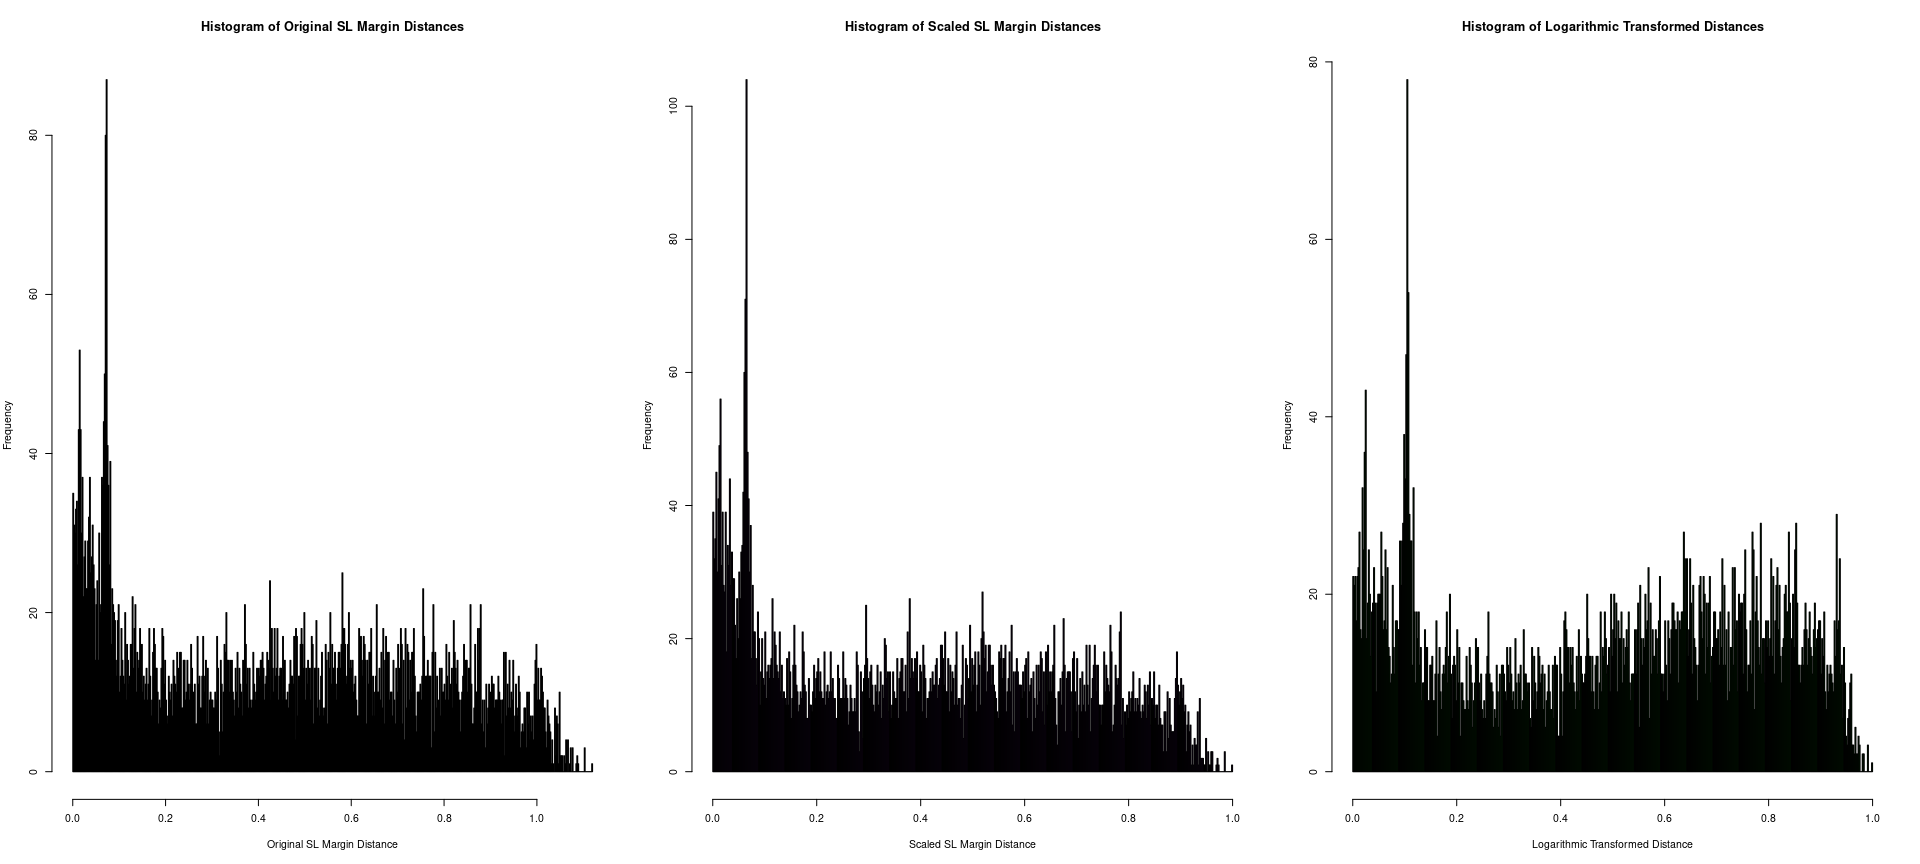 Histogram of Original SL Margin Distances
Frequency
0
20
40
60
80
0.0 0.2 0.4 0.6 0.8 1.0
Original SL Margin Distance
Histogram of Scaled SL Margin Distances
Frequency
0
20
40
60
80
100
0.0 0.2 0.4 0.6 0.8 1.0
Scaled SL Margin Distance
Histogram of Logarithmic Transformed Distances
Frequency
0
20
40
60
80
0.0 0.2 0.4 0.6 0.8 1.0
Logarithmic Transformed Distance